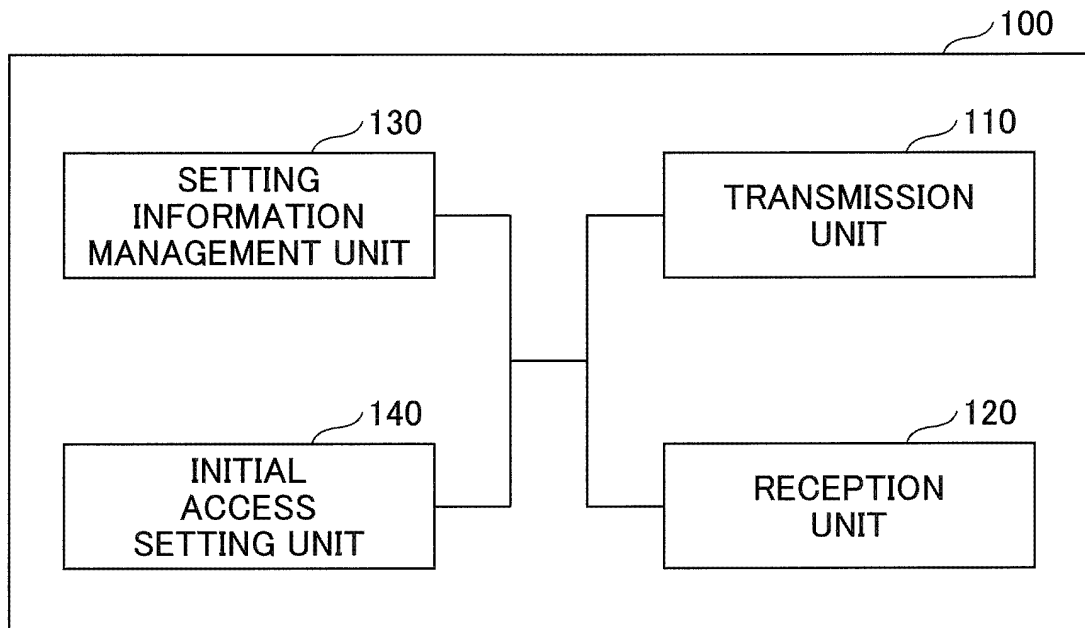 100
130
SETTING
INFORMATION
MANAGEMENT UNIT
110
TRANSMISSION
UNIT
140
INITIAL
ACCESS
SETTING UNIT
120
RECEPTION
UNIT